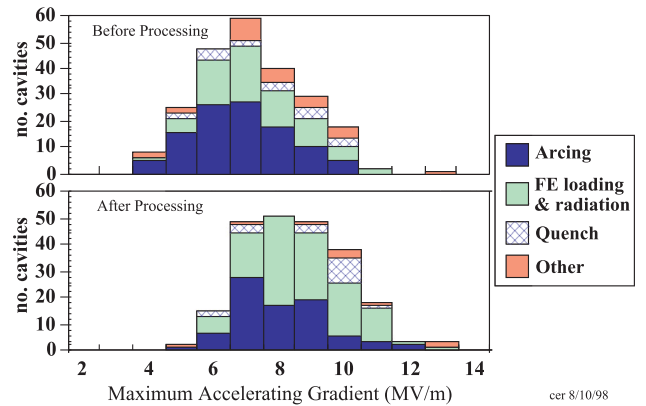 60
50
40
30
20
10
0
no. cavities
Before Processing
60
50
40
30
20
10
0
no. cavities
After Processing
2 4 6 8 10 12 14
Maximum Accelerating Gradient (MV/m)
Arcing
FE loading
& radiation
Quench
Other
cer 8/10/98